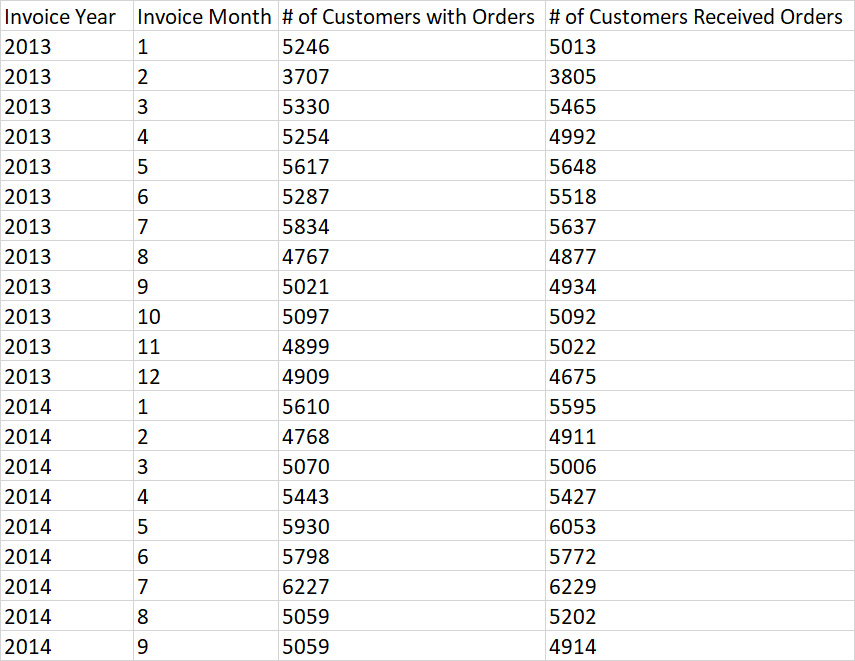 Invoice Year Invoice Month # of Customers with Orders # of Customers Received Orders
2013 1 5246 5013
2013 2 3707 3805
2013 3 5330 5465
2013 4 5254 4992
2013 5 5617 5648
2013 6 5287 5518
2013 7 5834 5637
2013 8 4767 4877
2013 9 5021 4934
2013 10 5097 5092
2013 11 4899 5022
2013 12 4909 4675
2014 1 5610 5595
2014 2 4768 4911
2014 3 5070 5006
2014 4 5443 5427
2014 5 5930 6053
2014 6 5798 5772
2014 7 6227 6229
2014 8 5059 5202
2014 9 5059 4914